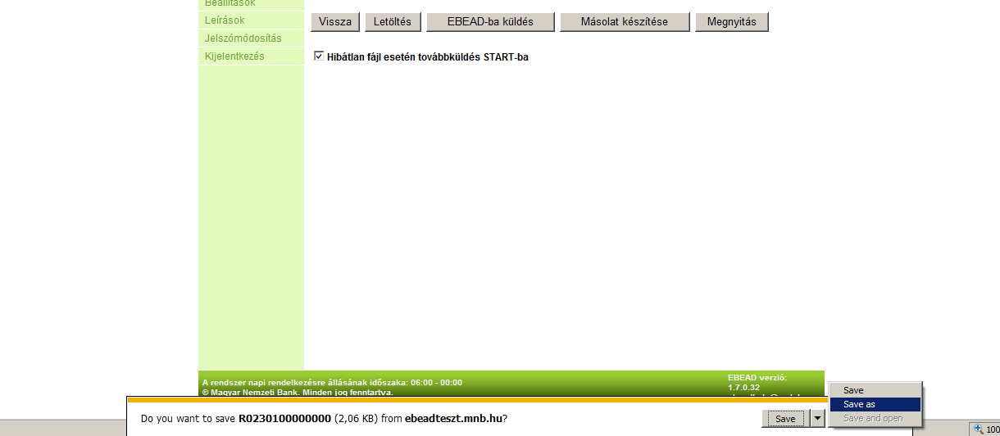 Beállítások
Leírások
Jelszómódosítás
Kijelentkezés
Vissza Letöltés EBEAD-ba küldés Másolat készítése Megnyitás
Hibátlan fájl esetén továbbküldés START-ba
A rendszer napi rendelkezésre állásának időszaka: 06:00 - 00:00
© Magyar Nemzeti Bank. Minden jog fenntartva.
EBEAD verzió:
1.7.0.32
Do you want to save R0230100000000 (2,06 KB) from ebeadteszt.mnb.hu?
Save
Save
Save as
Save and open
100